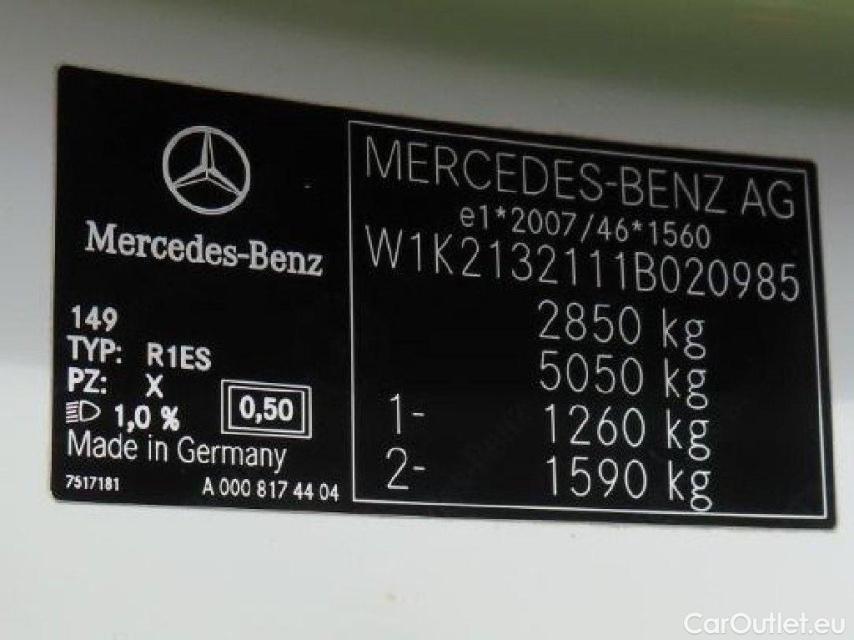 Mercedes-Benz
149
TYP: R1ES
PZ: X
1,0 %
0,50
Made in Germany
7517181 A 000 817 44 04
MERCEDES-BENZ AG
e1*2007/46*1560
W1K2132111B020985
2850 kg
5050 kg
1- 1260 kg
2- 1590 kg
CarOutlet.eu